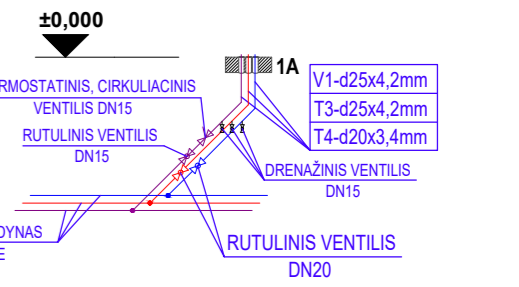 ±0,000
1A
V1-d25x4,2mm
T3-d25x4,2mm
T4-d20x3,4mm
RMOSTATINIS, CIRKULIACINIS
VENTILIS DN15
RUTULINIS VENTILIS
DN15
DRENAŽINIS VENTILIS
DN15
DYNAS
E
RUTULINIS VENTILIS
DN20